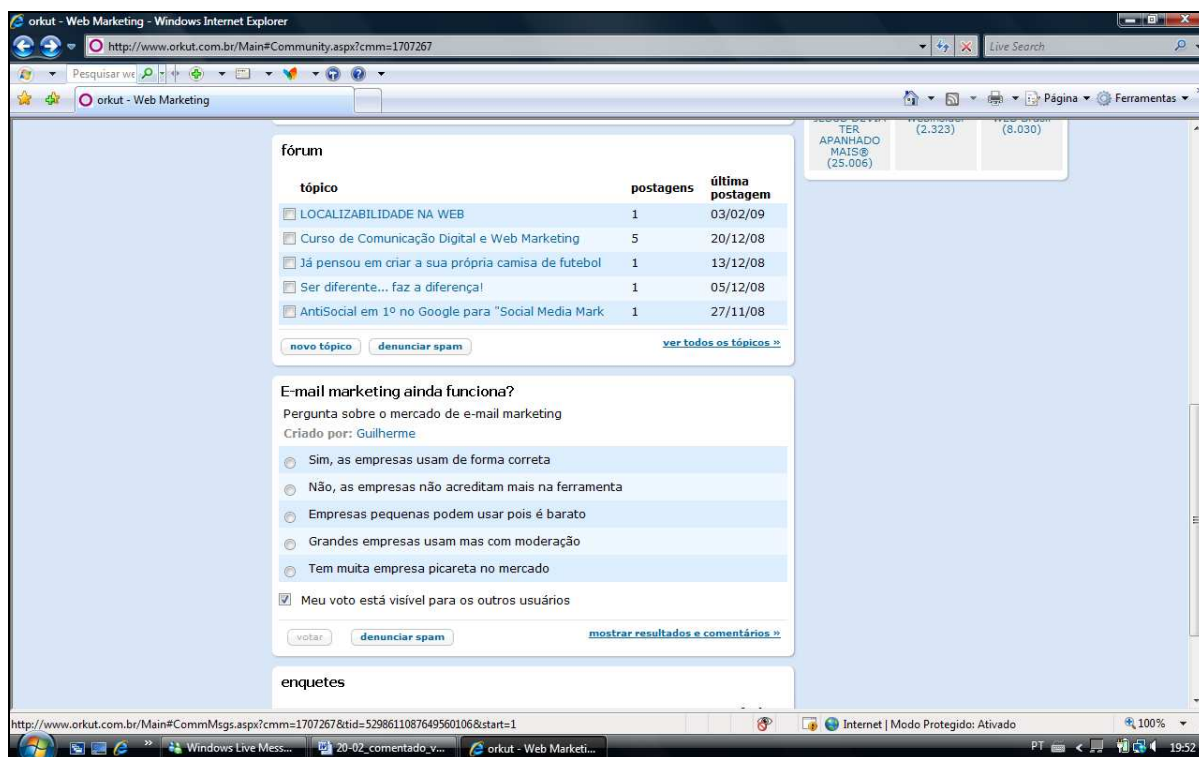 orkut - Web Marketing - Windows Internet Explorer
http://www.orkut.com.br/Main#Community.aspx?cmm=1707267
Live Search
Pesquisar we
orkut - Web Marketing
Página
Ferramentas
TER
APANHADO
MAIS®
(25.006)
(2.323)
(8.030)
fórum
tópico postagens última postagem
LOCALIZABILIDADE NA WEB 1 03/02/09
Curso de Comunicação Digital e Web Marketing 5 20/12/08
Já pensou em criar a sua própria camisa de futebol 1 13/12/08
Ser diferente... faz a diferença! 1 05/12/08
AntiSocial em 1º no Google para "Social Media Mark 1 27/11/08
novo tópico denunciar spam ver todos os tópicos »
E-mail marketing ainda funciona?
Pergunta sobre o mercado de e-mail marketing
Criado por: Guilherme
Sim, as empresas usam de forma correta
Não, as empresas não acreditam mais na ferramenta
Empresas pequenas podem usar pois é barato
Grandes empresas usam mas com moderação
Tem muita empresa picareta no mercado
Meu voto está visível para os outros usuários
votar denunciar spam mostrar resultados e comentários »
enquetes
http://www.orkut.com.br/Main#CommMsgs.aspx?cmm=1707267&tid=5298611087649560106&start=1
Internet | Modo Protegido: Ativado
100%
Windows Live Mess...
20-02_comentado_v...
orkut - Web Marketi...
PT
19:52